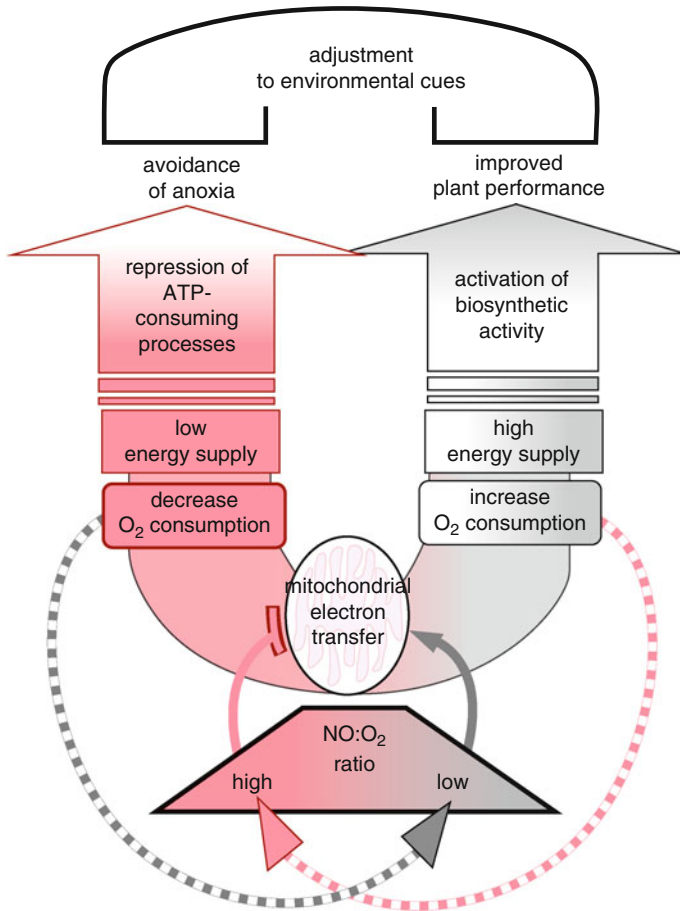 adjustment
to environmental cues
avoidance
of anoxia
improved
plant performance
repression of
ATP-
consuming
processes
activation of
biosynthetic
activity
low
energy supply
high
energy supply
decrease
O₂ consumption
increase
O₂ consumption
mitochondrial
electron
transfer
NO:O₂
ratio
high
low